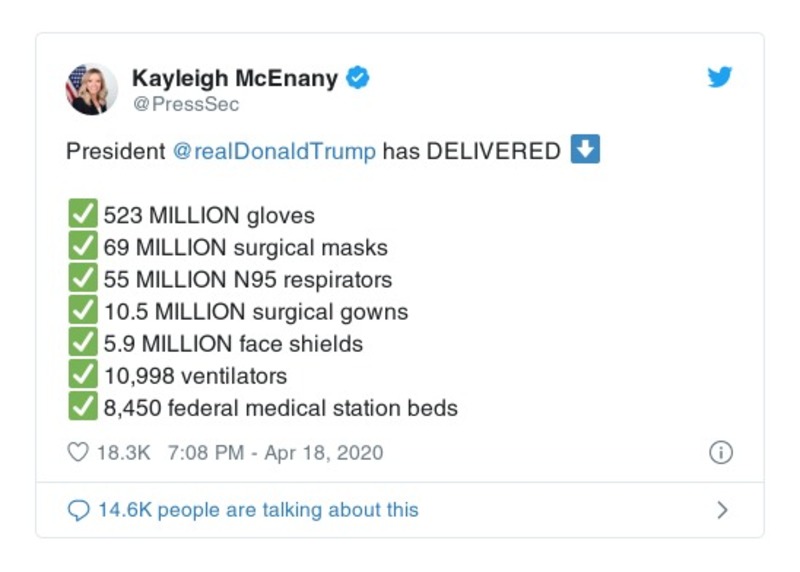 Kayleigh McEnany
@PressSec
President @realDonaldTrump has DELIVERED ⬇️
✅ 523 MILLION gloves
✅ 69 MILLION surgical masks
✅ 55 MILLION N95 respirators
✅ 10.5 MILLION surgical gowns
✅ 5.9 MILLION face shields
✅ 10,998 ventilators
✅ 8,450 federal medical station beds
18.3K 7:08 PM - Apr 18, 2020
14.6K people are talking about this